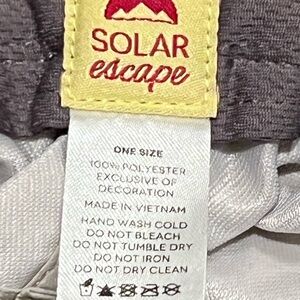 SOLAR
escape
ONE SIZE
100% POLYESTER
EXCLUSIVE OF
DECORATION
MADE IN VIETNAM
HAND WASH COLD
DO NOT BLEACH
DO NOT TUMBLE DRY
DO NOT IRON
DO NOT DRY CLEAN